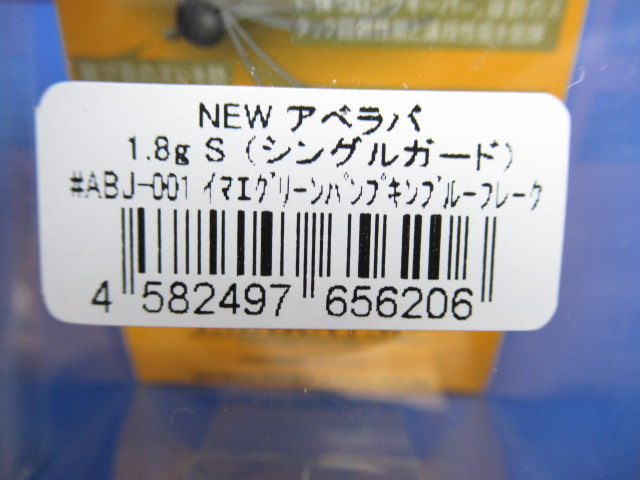 NEW アベラバ
1.8g S (シングルガード)
#ABJ-001 イマエグリーンパンプキンブルーフレーク
4 582497 656206